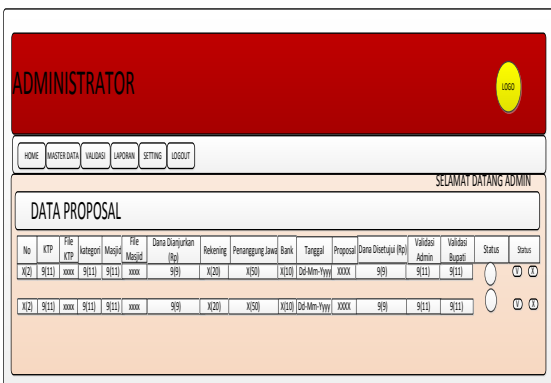 ADMINISTRATOR
LOGO
HOME MASTER DATA VALIDASI LAPORAN SETTING LOGOUT
SELAMAT DATANG ADMIN
DATA PROPOSAL
No KTP File KTP kategori Masjid File Masjid Dana Dianjurkan (Rp) Rekening Penanggung Jawa Bank Tanggal Proposal Dana Disetujui (Rp) Validasi Admin Validasi Bupati Status Status
X(2) 9(11) xxxx 9(11) 9(11) xxxx 9(9) X(20) X(50) X(10) Dd-Mm-Yyyy XXXX 9(9) 9(11) 9(11) V X
X(2) 9(11) xxxx 9(11) 9(11) xxxx 9(9) X(20) X(50) X(10) Dd-Mm-Yyyy XXXX 9(9) 9(11) 9(11) V X